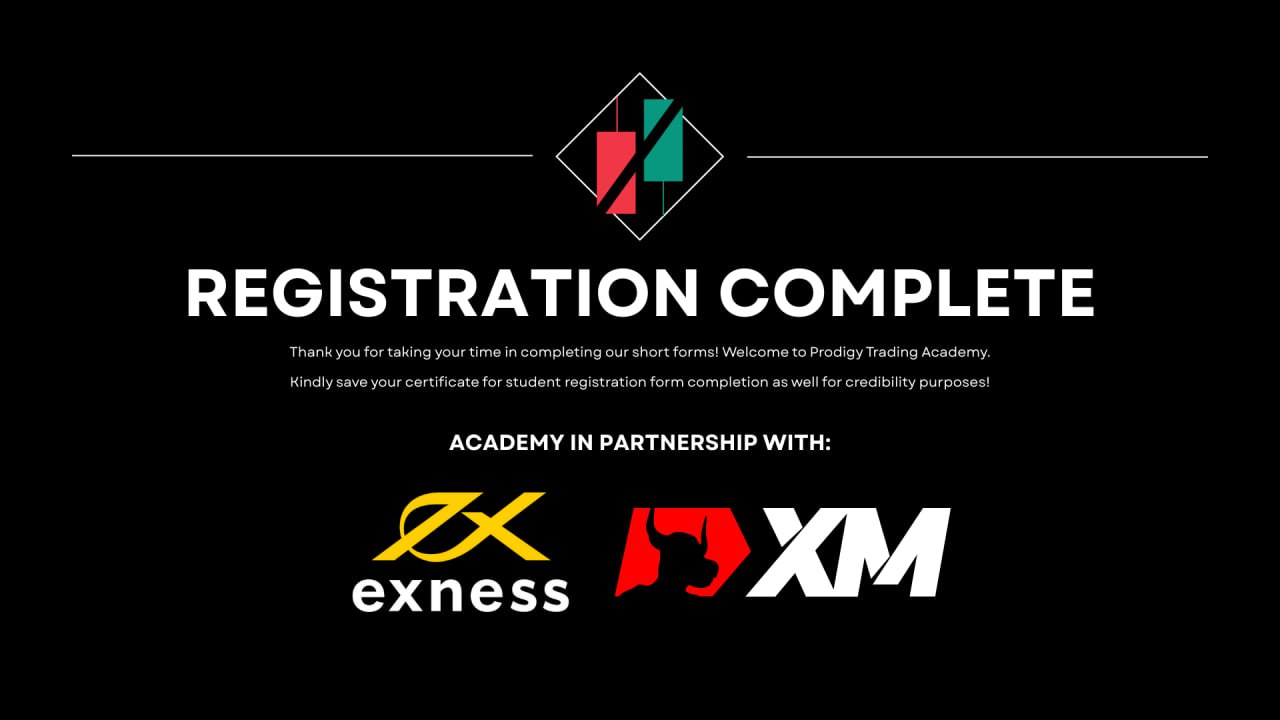 REGISTRATION COMPLETE
Thank you for taking your time in completing our short forms! Welcome to Prodigy Trading Academy.
Kindly save your certificate for student registration form completion as well for credibility purposes!
ACADEMY IN PARTNERSHIP WITH:
ex
exness
XM